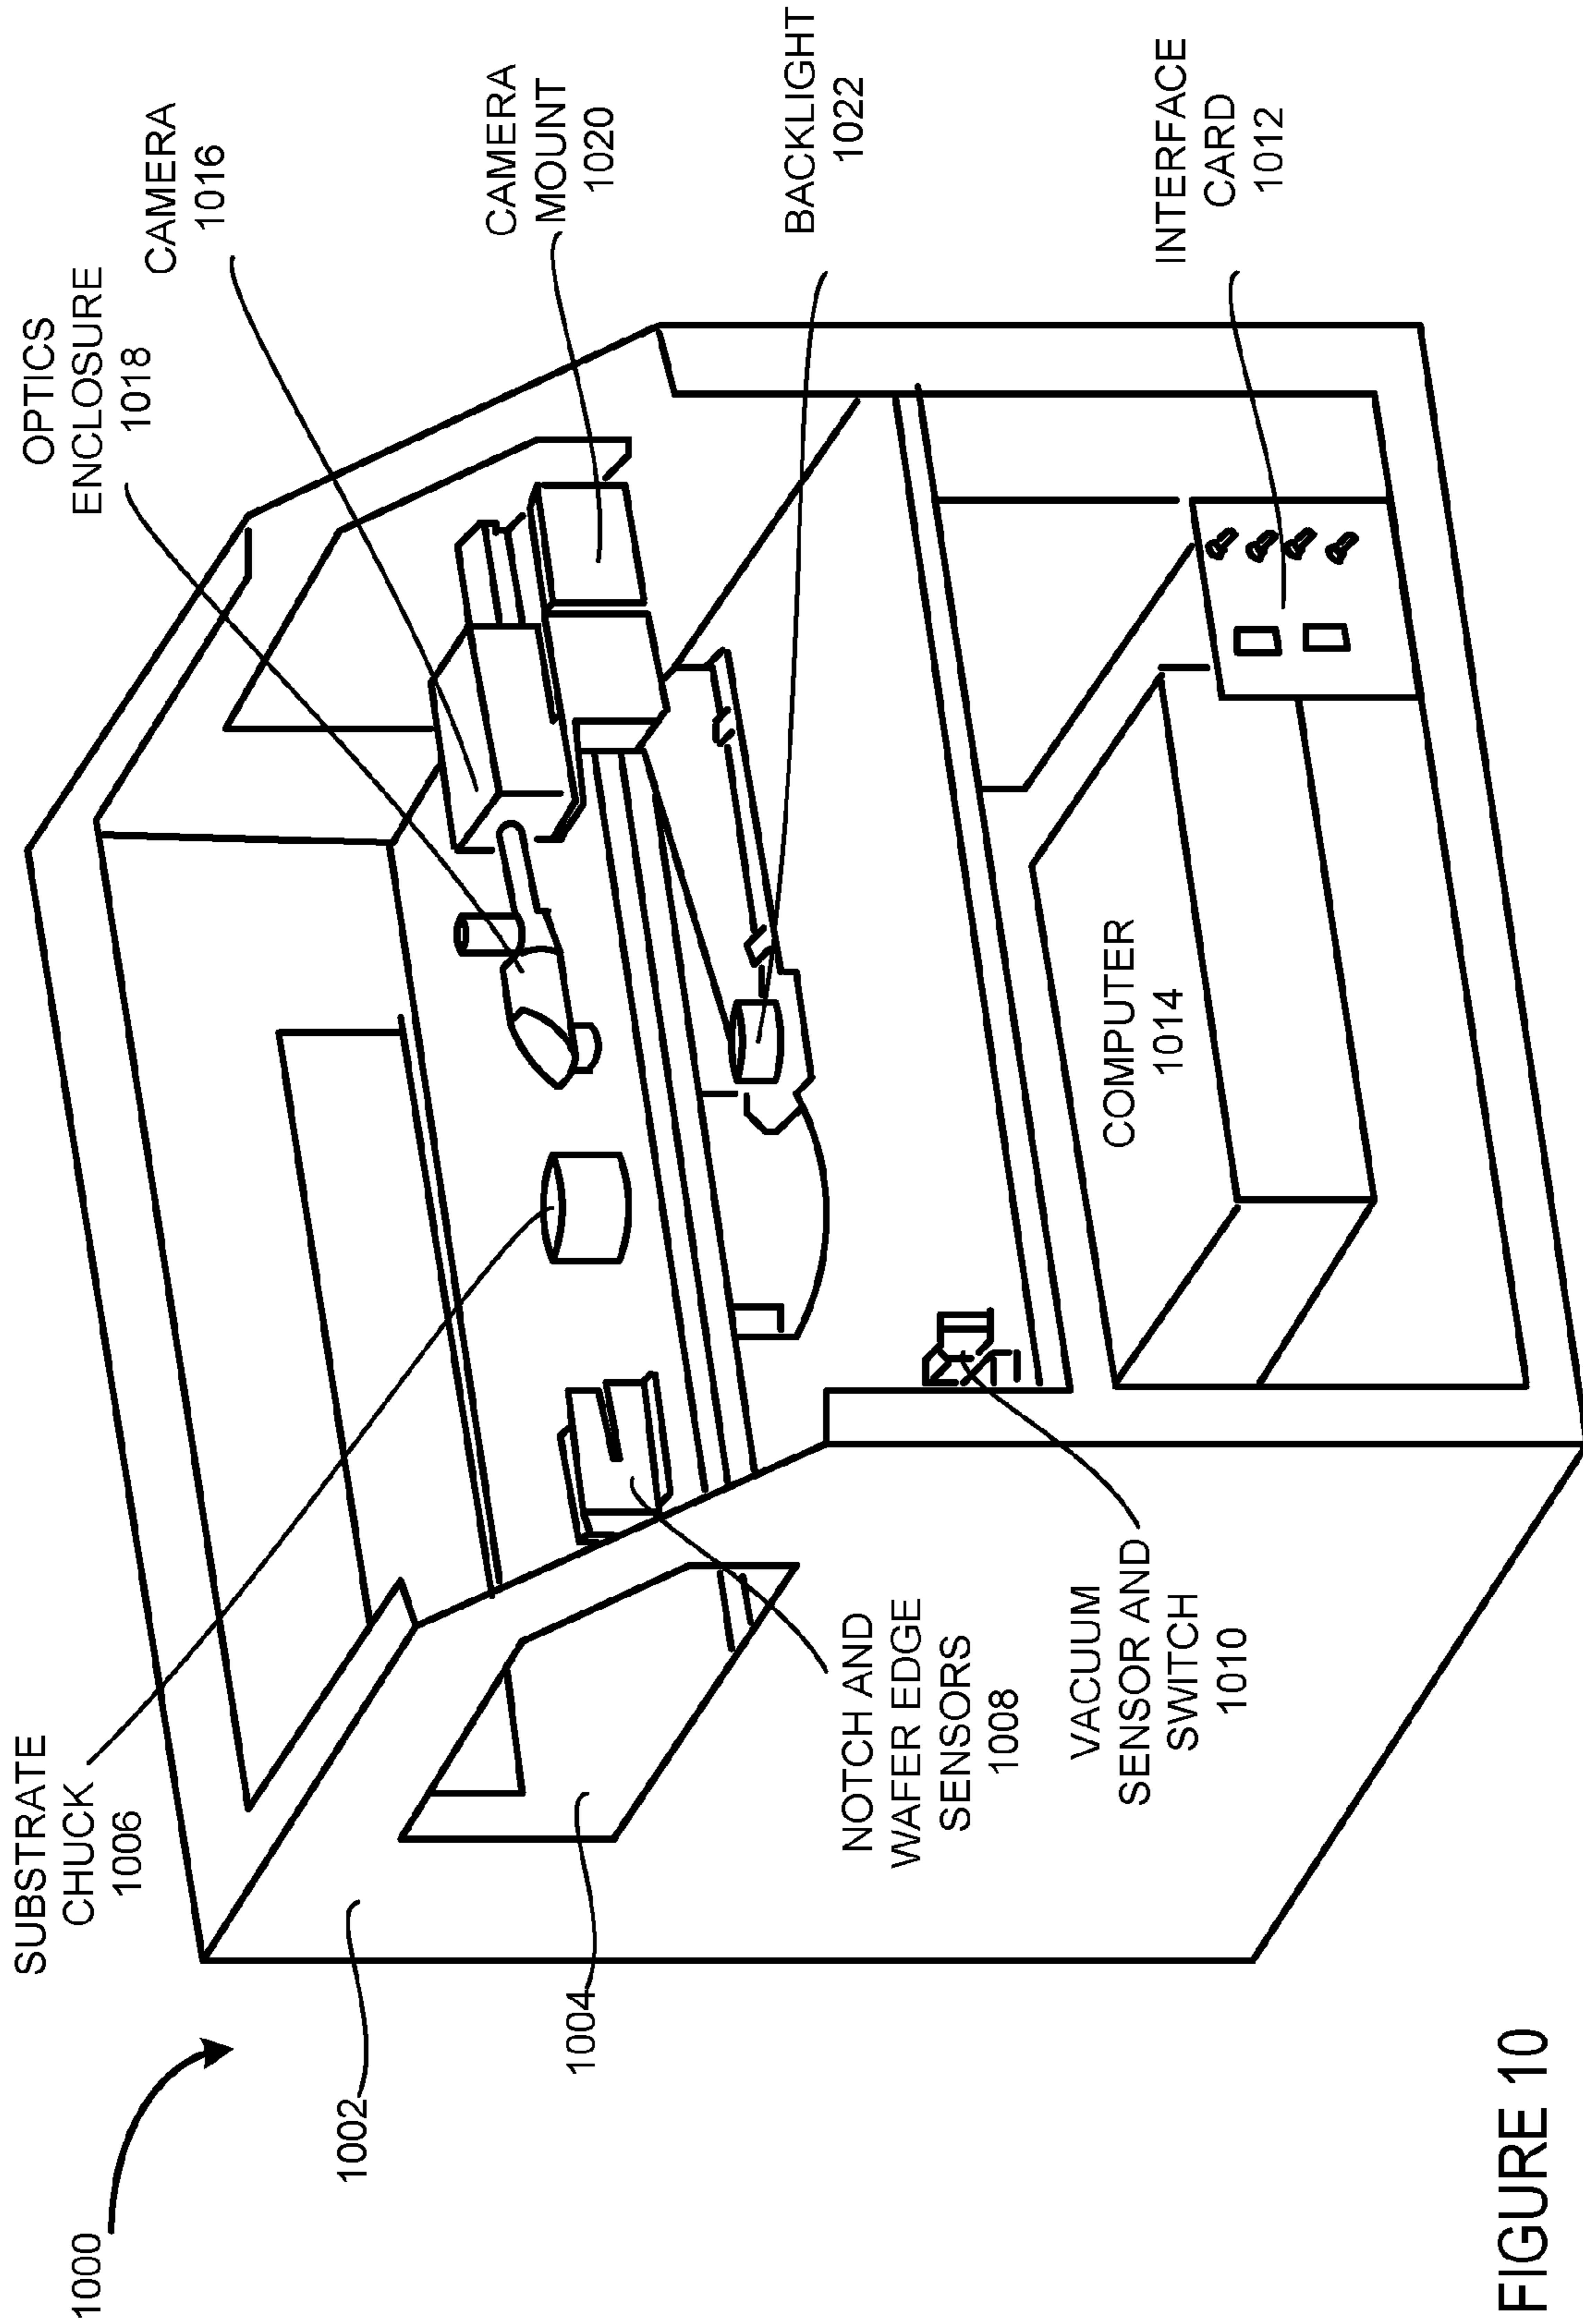 1000
1002
1004
SUBSTRATE
CHUCK
1006
OPTICS
ENCLOSURE
1018
CAMERA
1016
CAMERA
MOUNT
1020
BACKLIGHT
1022
INTERFACE
CARD
1012
COMPUTER
1014
NOTCH AND
WAFER EDGE
SENSORS
1008
VACUUM
SENSOR AND
SWITCH
1010
FIGURE 10